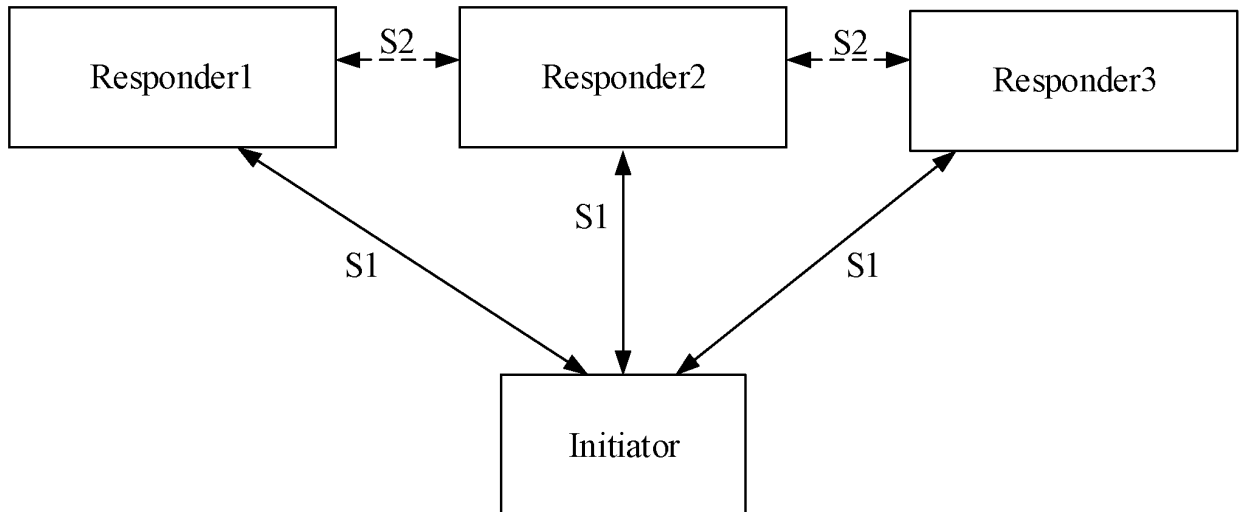 S2
S2
Responder1
Responder2
Responder3
S1
S1
S1
Initiator